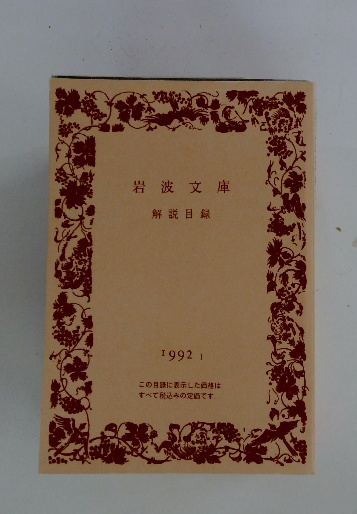 岩波文庫
解説目録
1992 1
この目録に表示した価格は
すべて税込みの定価です